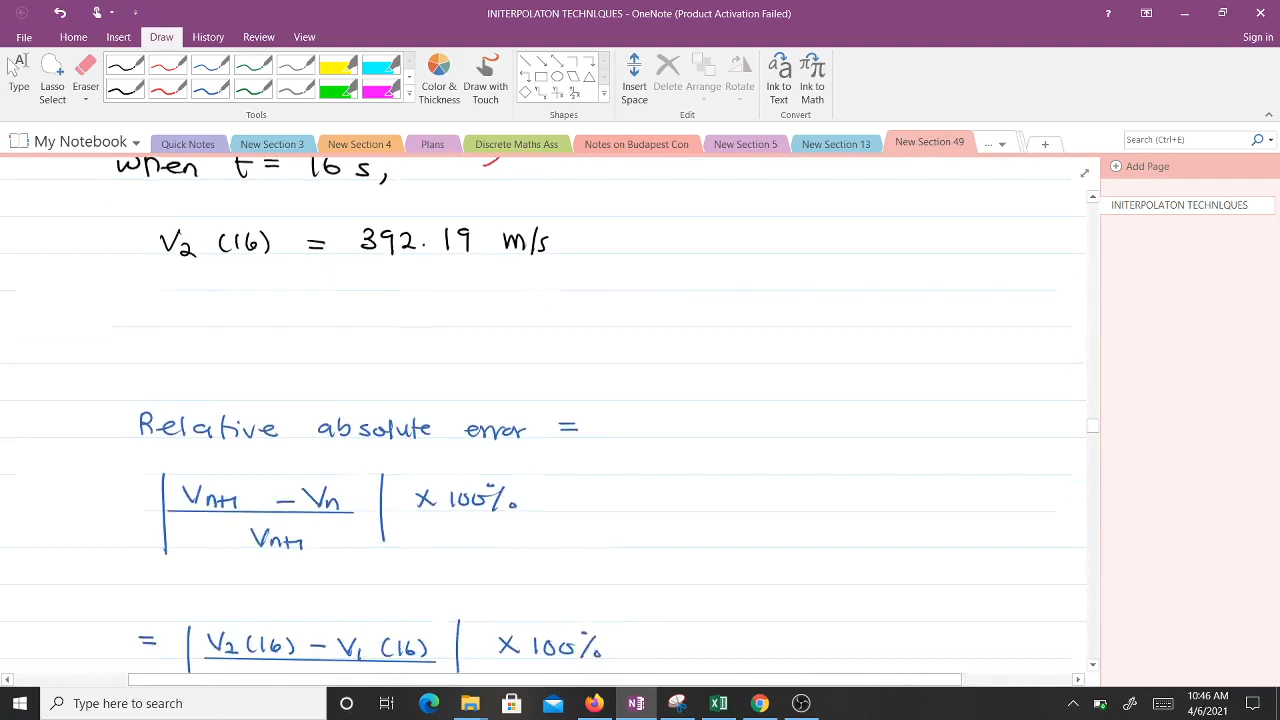 INITERPOLATON TECHNLQUES - OneNote (Product Activation Failed)
File Home Insert Draw History Review View Sign in
Type Lasso Select Eraser Color & Thickness Draw with Touch Insert Space Delete Arrange Rotate Ink to Text Ink to Math
Tools Shapes Edit Convert
My Notebook Quick Notes New Section 3 New Section 4 Plans Discrete Maths Ass Notes on Budapest Con New Section 5 New Section 13 New Section 49 ... Search (Ctrl+E)
Add Page
INITERPOLATON TECHNLQUES
when t = 16 s,
V₂ (16) = 392.19 m/s
Relative absolute error =
| Vn+1 - Vn | × 100%
Vn+1
= | V₂(16) - V₁(16) | × 100%
Type here to search
10:46 AM
4/6/2021